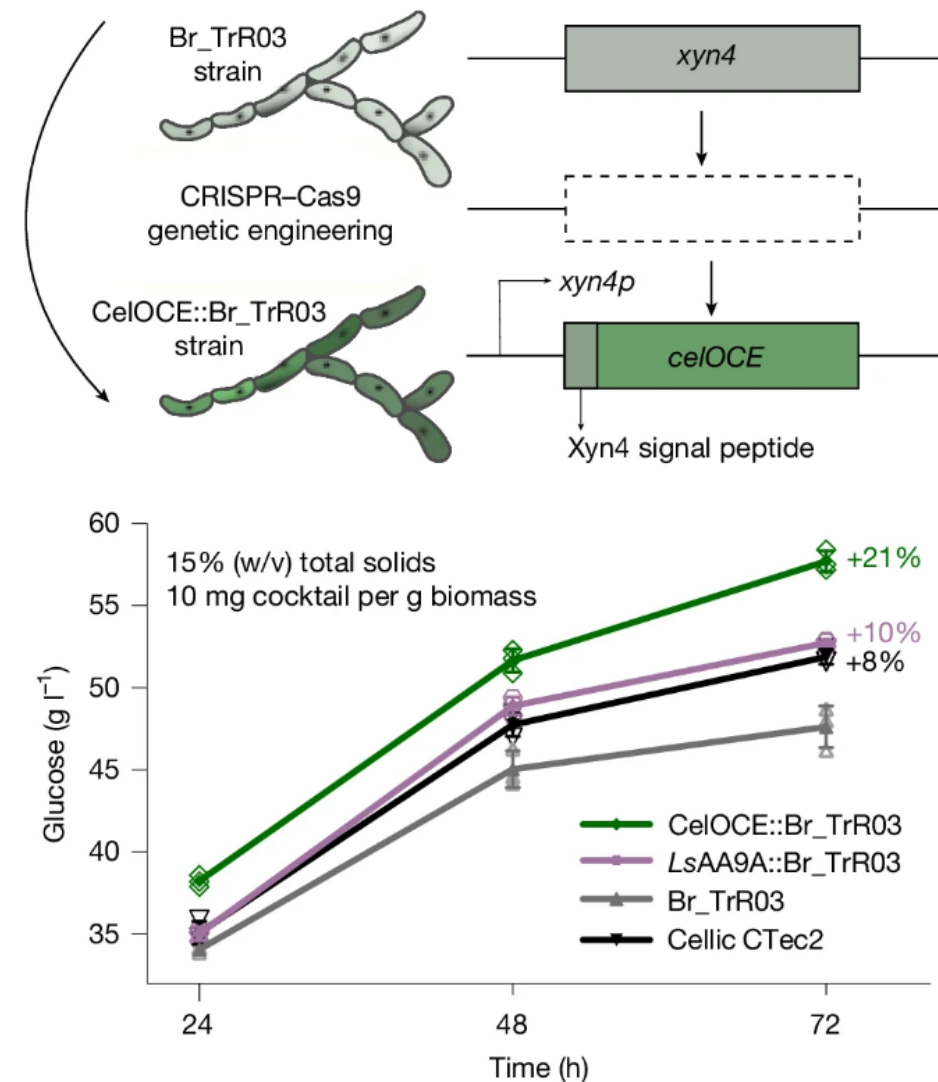 Br_TrR03
strain
xyn4
CRISPR–Cas9
genetic engineering
xyn4p
CelOCE::Br_TrR03
strain
celOCE
Xyn4 signal peptide
60
55
50
45
40
35
Glucose (g l⁻¹)
15% (w/v) total solids
10 mg cocktail per g biomass
+21%
+10%
+8%
CelOCE::Br_TrR03
LsAA9A::Br_TrR03
Br_TrR03
Cellic CTec2
24
48
72
Time (h)